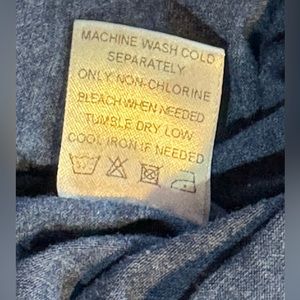 MACHINE WASH COLD
SEPARATELY
ONLY NON-CHLORINE
BLEACH WHEN NEEDED
TUMBLE DRY LOW
COOL IRON IF NEEDED